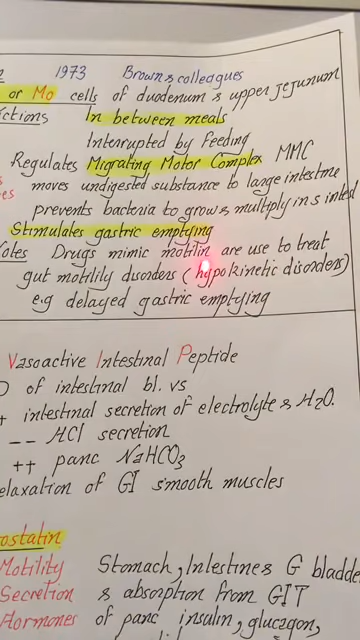 1973 Brown & colleagues
or Mo cells of duodenum & upper jejunum
ctions In between meals
Interrupted by feeding
Regulates Migrating Motor Complex MMC
moves undigested substance to large intestine
prevents bacteria to grow & multiply in s intest
Stimulates gastric emptying
otes Drugs mimic motilin are use to treat
gut motility disorders (hypokinetic disorders)
e.g delayed gastric emptying
Vasoactive Intestinal Peptide
of intestinal bl. vs
+ intestinal secretion of electrolyte & H2O.
-- HCl secretion
++ panc NaHCO3
elaxation of GI smooth muscles
ostatin
Motility Stomach, Intestine & G bladde
Secretion & absorption from GIT
Hormones of panc insulin, glucagon,